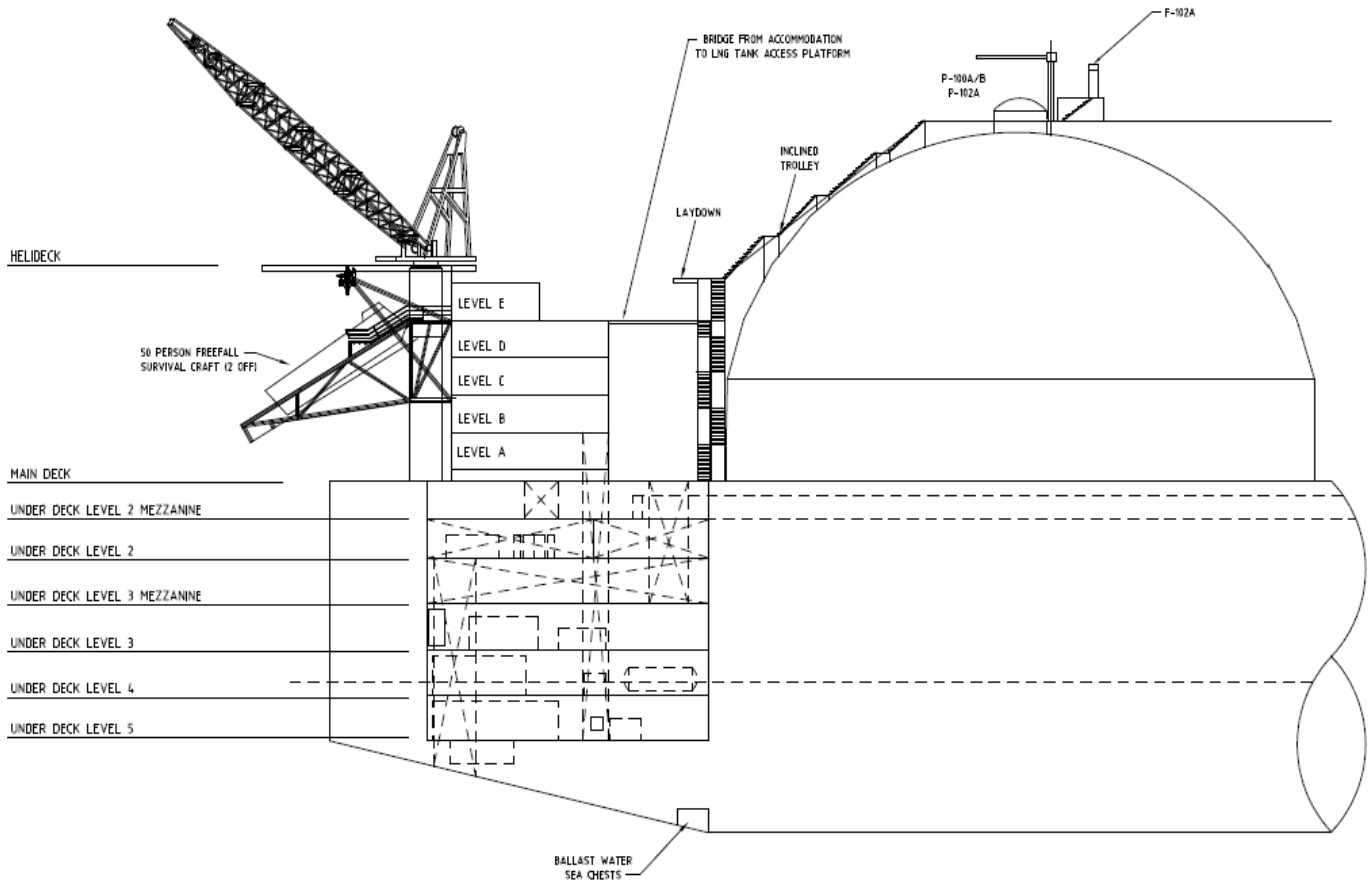 F-102A
BRIDGE FROM ACCOMMODATION
TO LNG TANK ACCESS PLATFORM
P-100A/B
P-102A
INCLINED
TROLLEY
LAYDOWN
HELIDECK
LEVEL E
50 PERSON FREEFALL
SURVIVAL CRAFT (2 OFF)
LEVEL D
LEVEL C
LEVEL B
LEVEL A
MAIN DECK
UNDER DECK LEVEL 2 MEZZANINE
UNDER DECK LEVEL 2
UNDER DECK LEVEL 3 MEZZANINE
UNDER DECK LEVEL 3
UNDER DECK LEVEL 4
UNDER DECK LEVEL 5
BALLAST WATER
SEA CHESTS